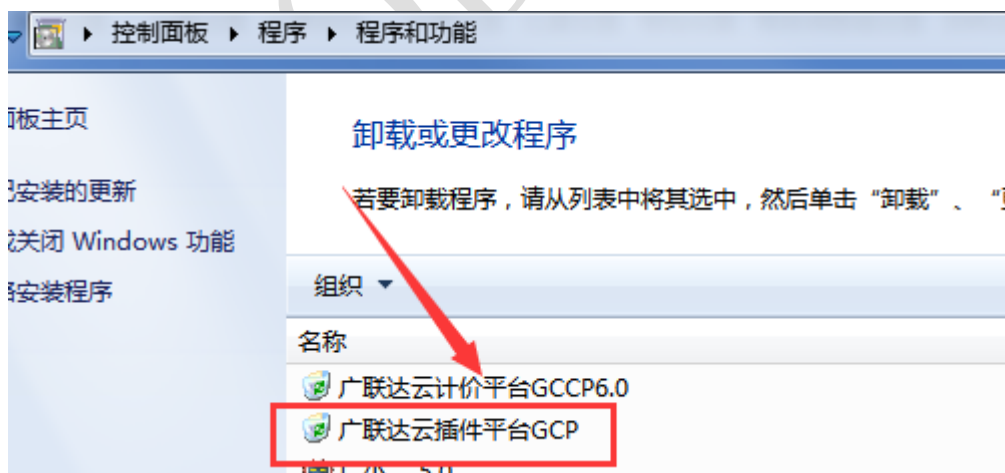 控制面板 ▸ 程序 ▸ 程序和功能
面板主页
卸载或更改程序
已安装的更新
若要卸载程序，请从列表中将其选中，然后单击“卸载”、“
关闭 Windows 功能
安装程序
组织
名称
广联达云计价平台GCCP6.0
广联达云插件平台GCP
5.0